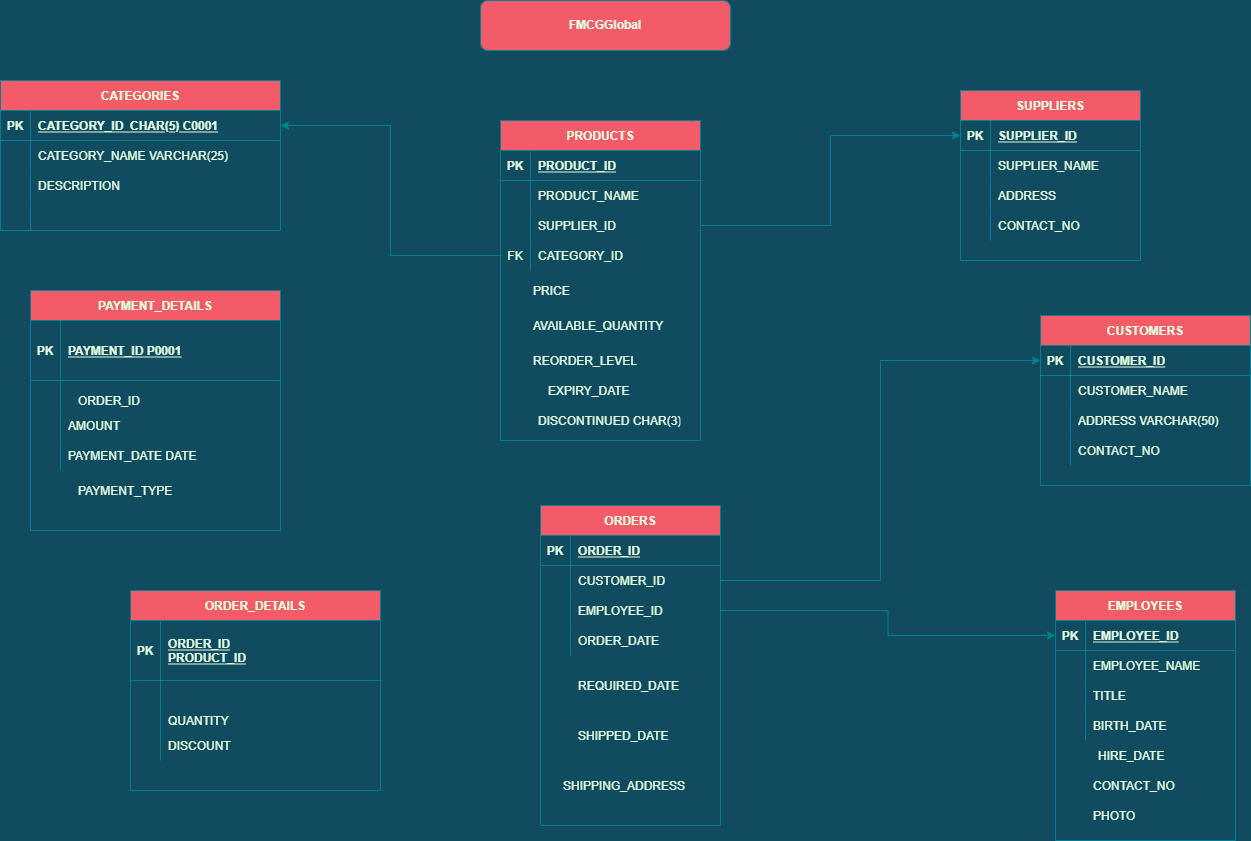 FMCGGlobal
CATEGORIES
PK CATEGORY_ID CHAR(5) C0001
CATEGORY_NAME VARCHAR(25)
DESCRIPTION
PRODUCTS
PK PRODUCT_ID
PRODUCT_NAME
SUPPLIER_ID
FK CATEGORY_ID
PRICE
AVAILABLE_QUANTITY
REORDER_LEVEL
EXPIRY_DATE
DISCONTINUED CHAR(3)
SUPPLIERS
PK SUPPLIER_ID
SUPPLIER_NAME
ADDRESS
CONTACT_NO
PAYMENT_DETAILS
PK PAYMENT_ID P0001
ORDER_ID
AMOUNT
PAYMENT_DATE DATE
PAYMENT_TYPE
CUSTOMERS
PK CUSTOMER_ID
CUSTOMER_NAME
ADDRESS VARCHAR(50)
CONTACT_NO
ORDERS
PK ORDER_ID
CUSTOMER_ID
EMPLOYEE_ID
ORDER_DATE
REQUIRED_DATE
SHIPPED_DATE
SHIPPING_ADDRESS
ORDER_DETAILS
PK ORDER_ID
PRODUCT_ID
QUANTITY
DISCOUNT
EMPLOYEES
PK EMPLOYEE_ID
EMPLOYEE_NAME
TITLE
BIRTH_DATE
HIRE_DATE
CONTACT_NO
PHOTO